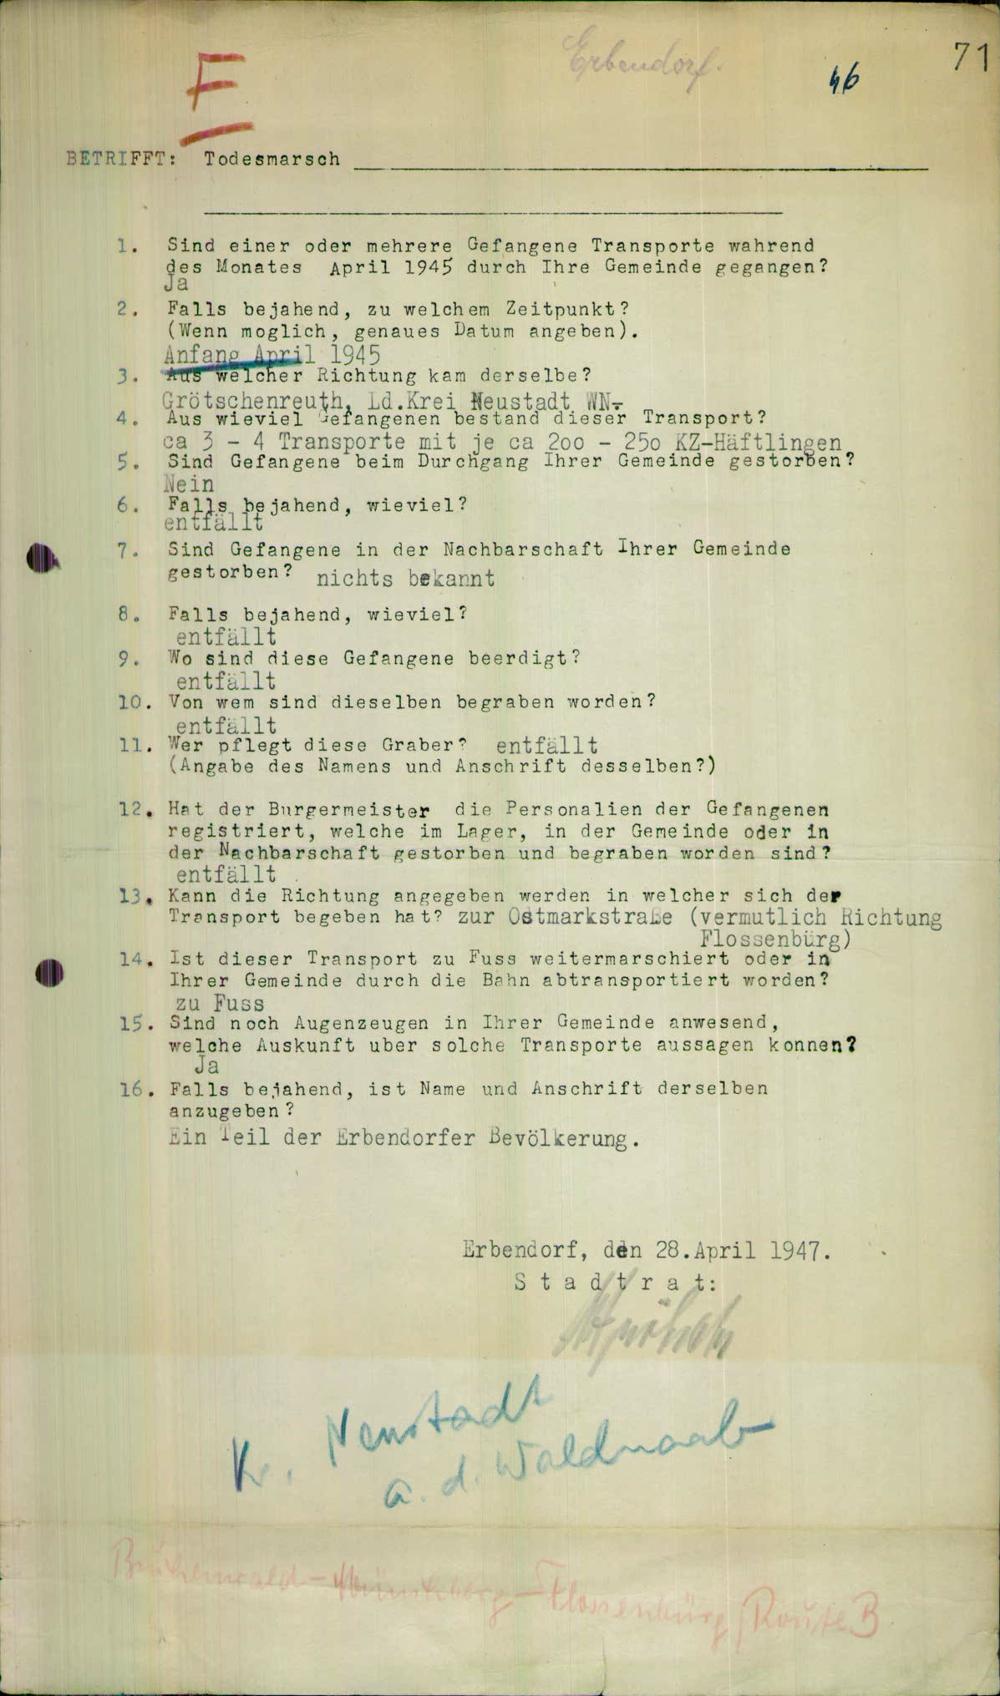 Erbendorf.
71
46
E
BETRIFFT: Todesmarsch
1. Sind einer oder mehrere Gefangene Transporte wahrend
des Monates April 1945 durch Ihre Gemeinde gegangen?
Ja
2. Falls bejahend, zu welchem Zeitpunkt?
(Wenn moglich, genaues Datum angeben).
Anfang April 1945
3. Aus welcher Richtung kam derselbe?
Grötschenreuth, Ld.Krei Neustadt WN-
4. Aus wieviel Gefangenen bestand dieser Transport?
ca 3 - 4 Transporte mit je ca 2oo - 25o KZ-Häftlingen
5. Sind Gefangene beim Durchgang Ihrer Gemeinde gestorben?
Nein
6. Falls bejahend, wieviel?
entfällt
7. Sind Gefangene in der Nachbarschaft Ihrer Gemeinde
gestorben? nichts bekannt
8. Falls bejahend, wieviel?
entfällt
9. Wo sind diese Gefangene beerdigt?
entfällt
10. Von wem sind dieselben begraben worden?
entfällt
11. Wer pflegt diese Graber? entfällt
(Angabe des Namens und Anschrift desselben?)
12. Hat der Burgermeister die Personalien der Gefangenen
registriert, welche im Lager, in der Gemeinde oder in
der Nachbarschaft gestorben und begraben worden sind?
entfällt
13. Kann die Richtung angegeben werden in welcher sich der
Transport begeben hat? zur Ostmarkstraße (vermutlich Richtung
Flossenbürg)
14. Ist dieser Transport zu Fuss weitermarschiert oder in
Ihrer Gemeinde durch die Bahn abtransportiert worden?
zu Fuss
15. Sind noch Augenzeugen in Ihrer Gemeinde anwesend,
welche Auskunft uber solche Transporte aussagen konnen?
Ja
16. Falls bejahend, ist Name und Anschrift derselben
anzugeben?
Ein Teil der Erbendorfer Bevölkerung.
Erbendorf, den 28.April 1947.
Stadtrat:
Kr. Neustadt
a. d. Waldnaab
Buchenwald - - Flossenbürg Route B